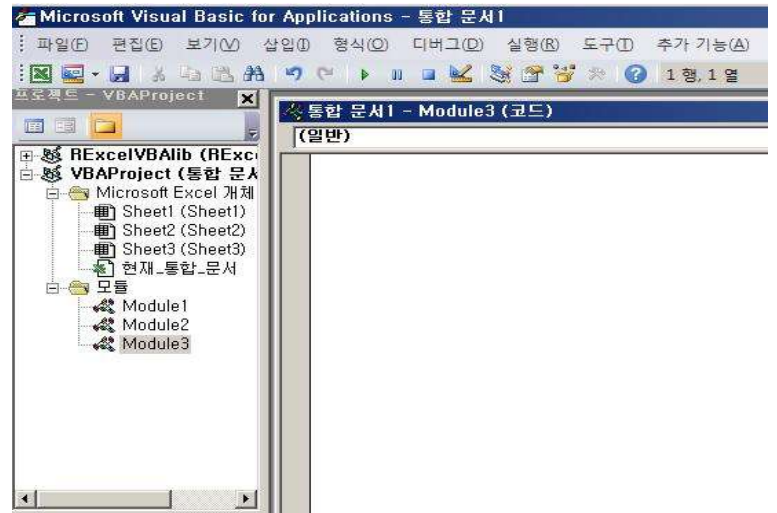 Microsoft Visual Basic for Applications - 통합 문서1
파일(F) 편집(E) 보기(V) 삽입(I) 형식(O) 디버그(D) 실행(R) 도구(T) 추가 기능(A)
1 행, 1 열
프로젝트 - VBAProject
통합 문서1 - Module3 (코드)
(일반)
RExcelVBAlib (RExce
VBAProject (통합 문서
Microsoft Excel 개체
Sheet1 (Sheet1)
Sheet2 (Sheet2)
Sheet3 (Sheet3)
현재_통합_문서
모듈
Module1
Module2
Module3